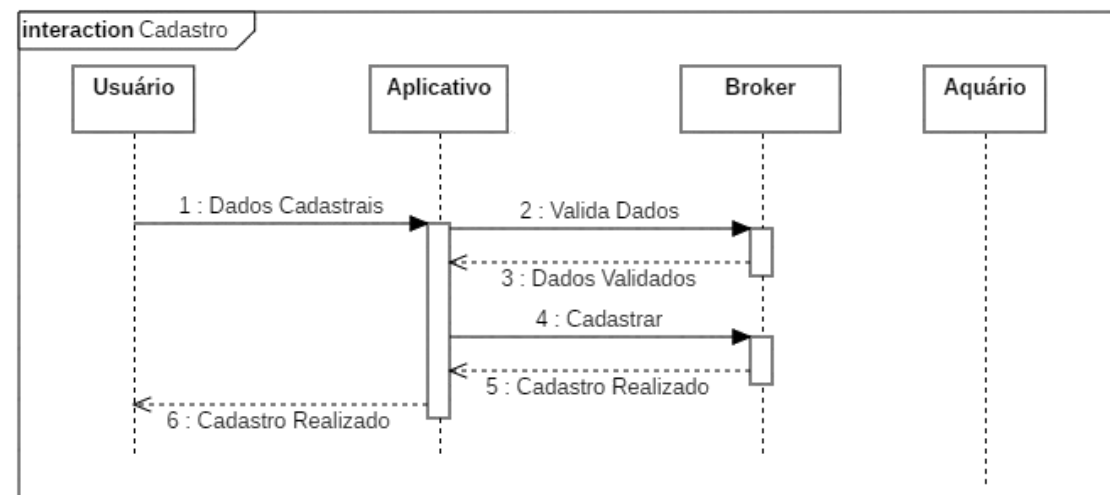 interaction Cadastro
Usuário
Aplicativo
Broker
Aquário
1 : Dados Cadastrais
2 : Valida Dados
3 : Dados Validados
4 : Cadastrar
5 : Cadastro Realizado
6 : Cadastro Realizado